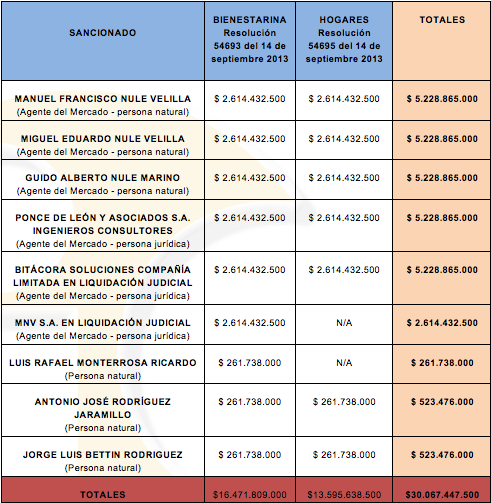 SANCIONADO
BIENESTARINA
Resolución
54693 del 14 de
septiembre 2013
HOGARES
Resolución
54695 del 14 de
septiembre 2013
TOTALES
MANUEL FRANCISCO NULE VELILLA
(Agente del Mercado - persona natural)
$ 2.614.432.500
$ 2.614.432.500
$ 5.228.865.000
MIGUEL EDUARDO NULE VELILLA
(Agente del Mercado - persona natural)
$ 2.614.432.500
$ 2.614.432.500
$ 5.228.865.000
GUIDO ALBERTO NULE MARINO
(Agente del Mercado - persona natural)
$ 2.614.432.500
$ 2.614.432.500
$ 5.228.865.000
PONCE DE LEÓN Y ASOCIADOS S.A.
INGENIEROS CONSULTORES
(Agente del Mercado - persona jurídica)
$ 2.614.432.500
$ 2.614.432.500
$ 5.228.865.000
BITÁCORA SOLUCIONES COMPAÑÍA
LIMITADA EN LIQUIDACIÓN JUDICIAL
(Agente del Mercado - persona jurídica)
$ 2.614.432.500
$ 2.614.432.500
$ 5.228.865.000
MNV S.A. EN LIQUIDACIÓN JUDICIAL
(Agente del Mercado - persona jurídica)
$ 2.614.432.500
N/A
$ 2.614.432.500
LUIS RAFAEL MONTERROSA RICARDO
(Persona natural)
$ 261.738.000
N/A
$ 261.738.000
ANTONIO JOSÉ RODRÍGUEZ
JARAMILLO
(Persona natural)
$ 261.738.000
$ 261.738.000
$ 523.476.000
JORGE LUIS BETTIN RODRIGUEZ
(Persona natural)
$ 261.738.000
$ 261.738.000
$ 523.476.000
TOTALES
$16.471.809.000
$13.595.638.500
$30.067.447.500